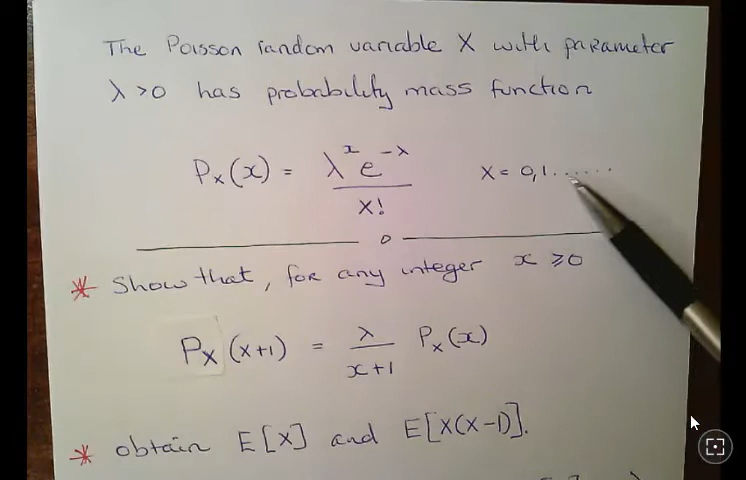 The Poisson random variable X with parameter
λ > 0 has probability mass function
Pₓ(x) = λˣ e^-λ / x!    x = 0,1.......
* Show that, for any integer x ≥ 0
Pₓ(x+1) = λ / x+1 Pₓ(x)
* obtain E[X] and E[X(X-1)].